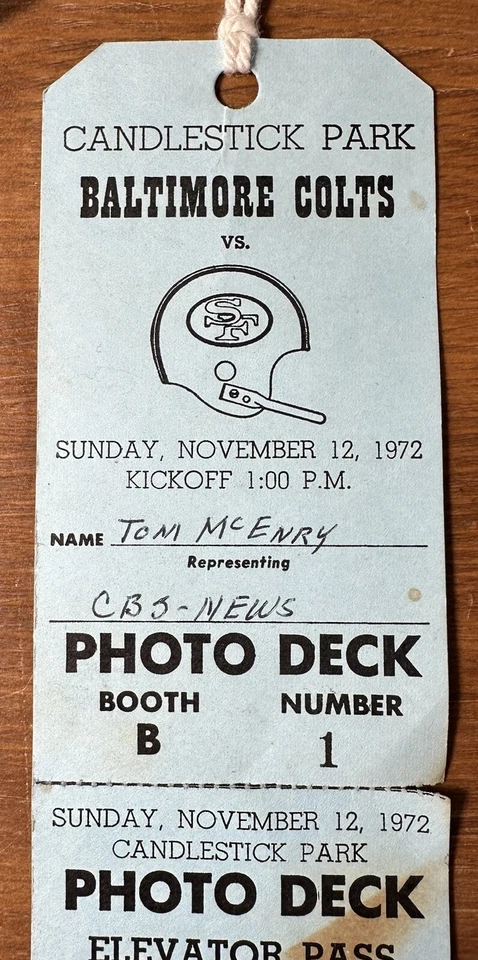 CANDLESTICK PARK
BALTIMORE COLTS
VS.
SF
SUNDAY, NOVEMBER 12, 1972
KICKOFF 1:00 P.M.
NAME Tom McEnry
Representing
CBS-NEWS
PHOTO DECK
BOOTH NUMBER
B 1
SUNDAY, NOVEMBER 12, 1972
CANDLESTICK PARK
PHOTO DECK
ELEVATOR PASS